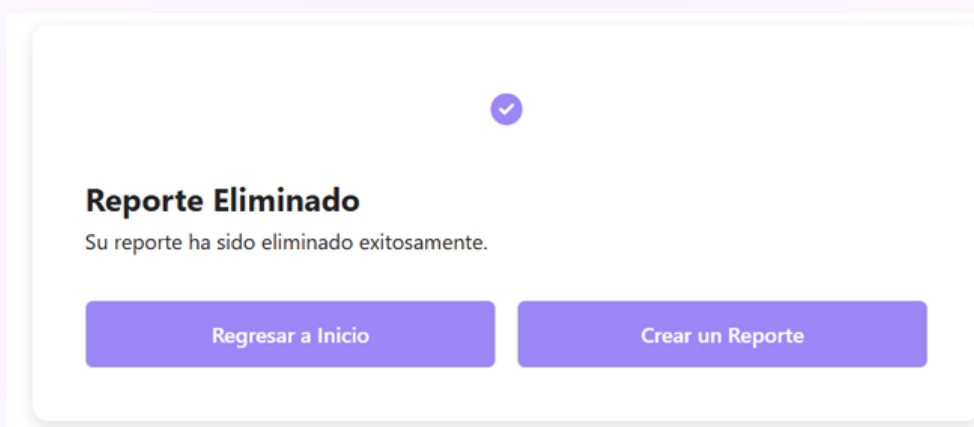 Reporte Eliminado
Su reporte ha sido eliminado exitosamente.
Regresar a Inicio
Crear un Reporte